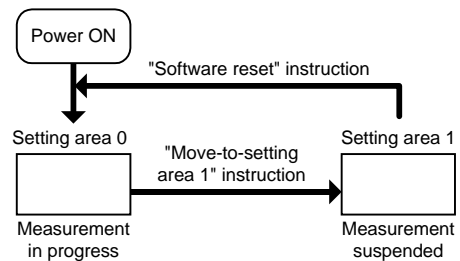 Power ON
"Software reset" instruction
Setting area 0
Setting area 1
"Move-to-setting
area 1" instruction
Measurement
in progress
Measurement
suspended